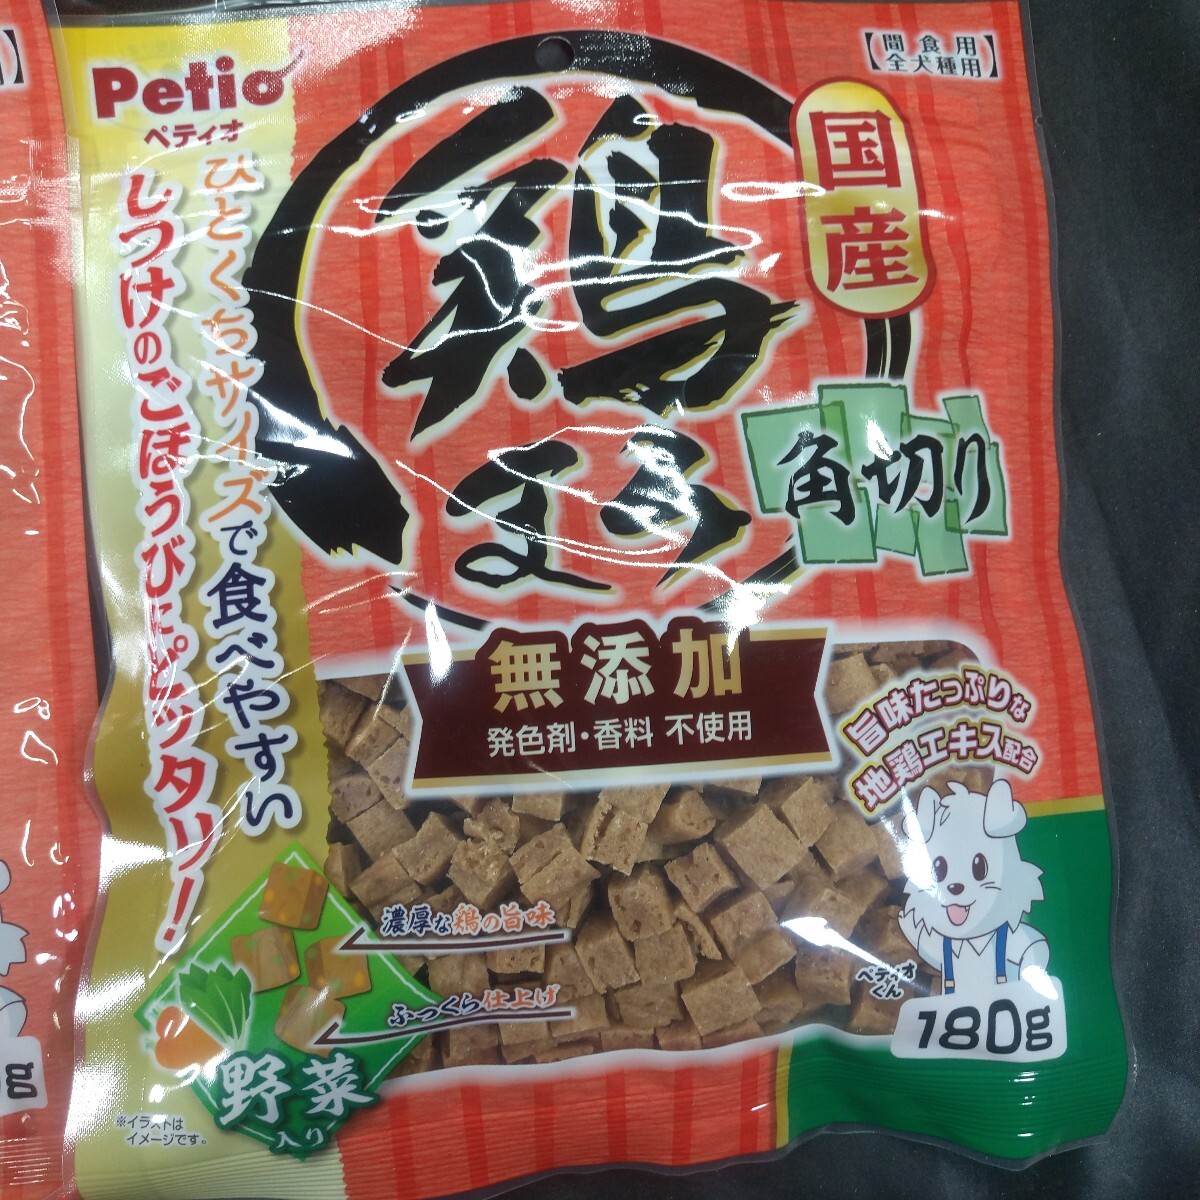 Petio
ペティオ
【間食用
全犬種用】
国産
鶏
まろ
角切り
ひとくちサイズで食べやすい
しつけのごほうびにピッタリ!
無添加
発色剤・香料 不使用
旨味たっぷりな
地鶏エキス配合
濃厚な鶏の旨味
ふっくら仕上げ
野菜
入り
ペティオ
くん
180g
※イラストは
イメージです。
g